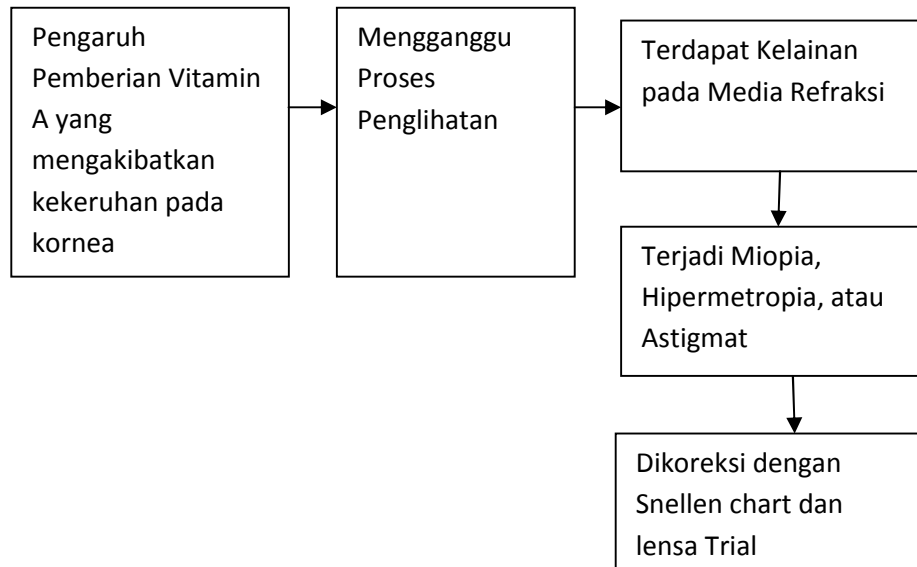 Pengaruh
Pemberian Vitamin
A yang
mengakibatkan
kekeruhan pada
kornea
Mengganggu
Proses
Penglihatan
Terdapat Kelainan
pada Media Refraksi
Terjadi Miopia,
Hipermetropia, atau
Astigmat
Dikoreksi dengan
Snellen chart dan
lensa Trial